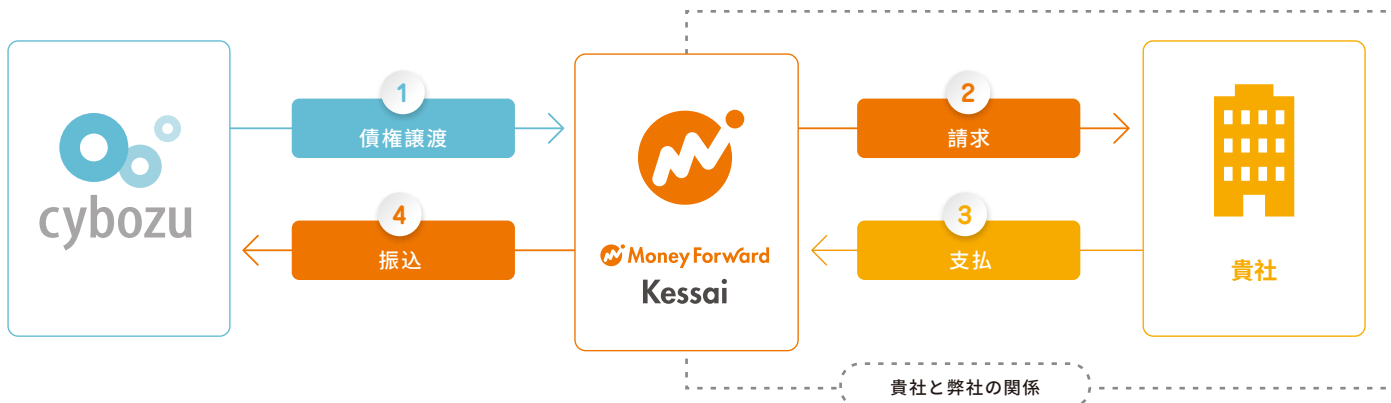 cybozu
1
債権譲渡
4
振込
Money Forward
Kessai
2
請求
3
支払
貴社
貴社と弊社の関係